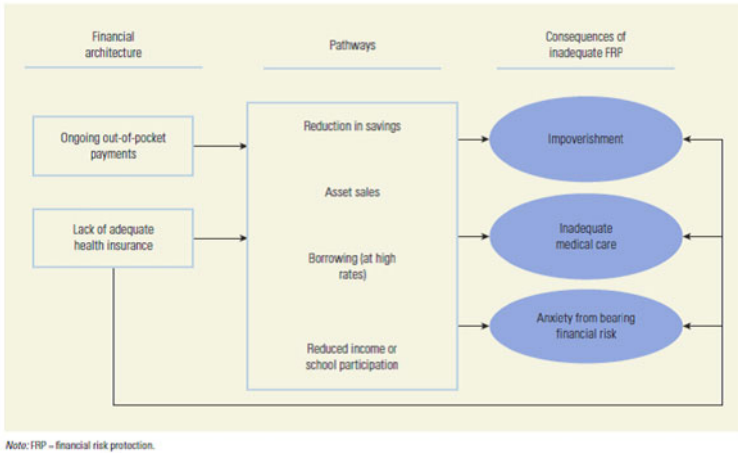 Financial
architecture
Pathways
Consequences of
inadequate FRP
Ongoing out-of-pocket
payments
Lack of adequate
health insurance
Reduction in savings
Asset sales
Borrowing (at high
rates)
Reduced income or
school participation
Impoverishment
Inadequate
medical care
Anxiety from bearing
financial risk
Note: FRP = financial risk protection.